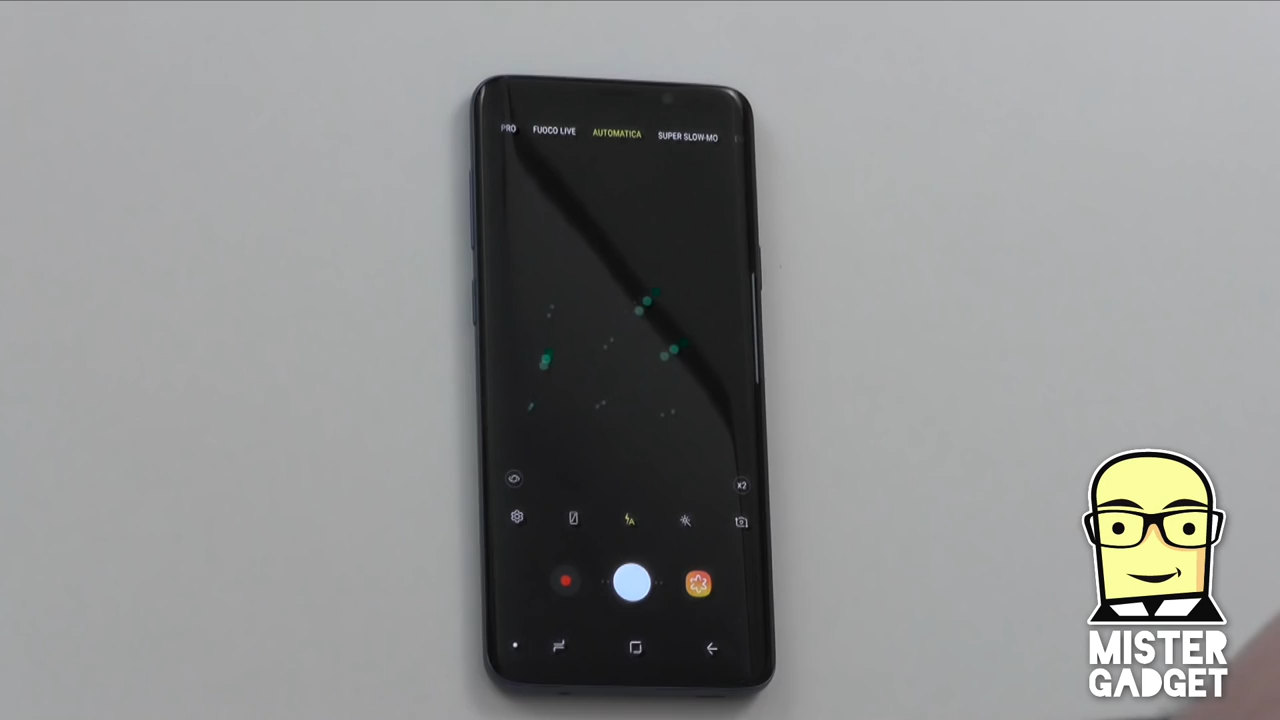 PRO FUOCO LIVE AUTOMATICA SUPER SLOW-MO
X2
A
MISTER
GADGET